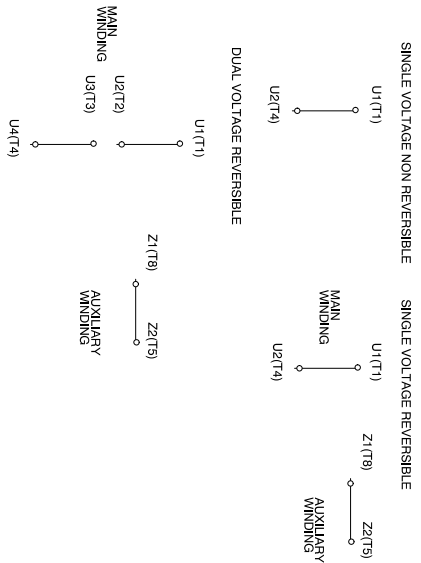 SINGLE VOLTAGE NON REVERSIBLE
U1(T1)
U2(T4)
SINGLE VOLTAGE REVERSIBLE
U1(T1)
MAIN
WINDING
U2(T4)
Z1(T8)
Z2(T5)
AUXILIARY
WINDING
DUAL VOLTAGE REVERSIBLE
U1(T1)
MAIN
WINDING
U2(T2)
U3(T3)
U4(T4)
Z1(T8)
Z2(T5)
AUXILIARY
WINDING